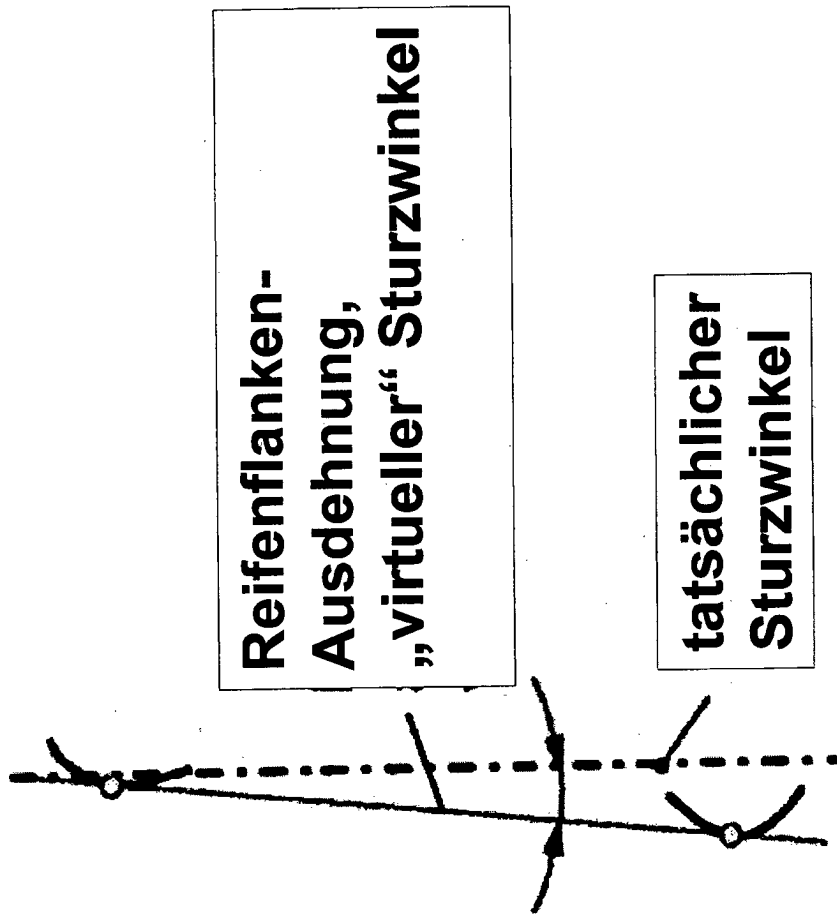 Reifenflanken-
Ausdehnung,
„virtueller“ Sturzwinkel
tatsächlicher
Sturzwinkel